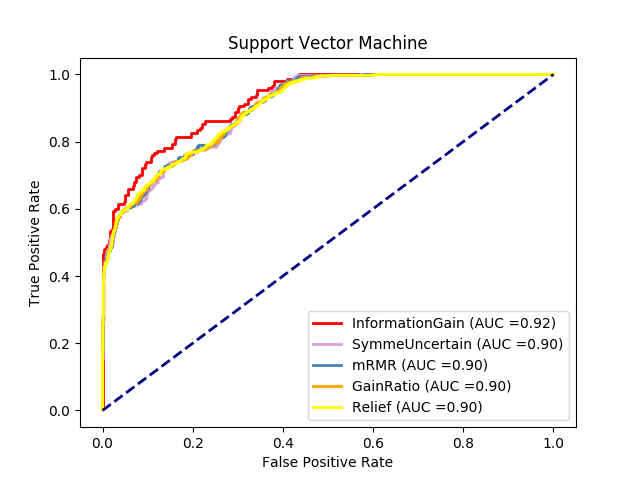 Support Vector Machine
True Positive Rate
1.0
0.8
0.6
0.4
0.2
0.0
InformationGain (AUC =0.92)
SymmeUncertain (AUC =0.90)
mRMR (AUC =0.90)
GainRatio (AUC =0.90)
Relief (AUC =0.90)
0.0 0.2 0.4 0.6 0.8 1.0
False Positive Rate